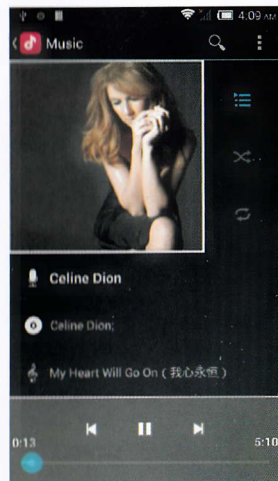 4:09 AM
Music
Celine Dion
Celine Dion;
My Heart Will Go On（我心永恒）
0:13
5:10